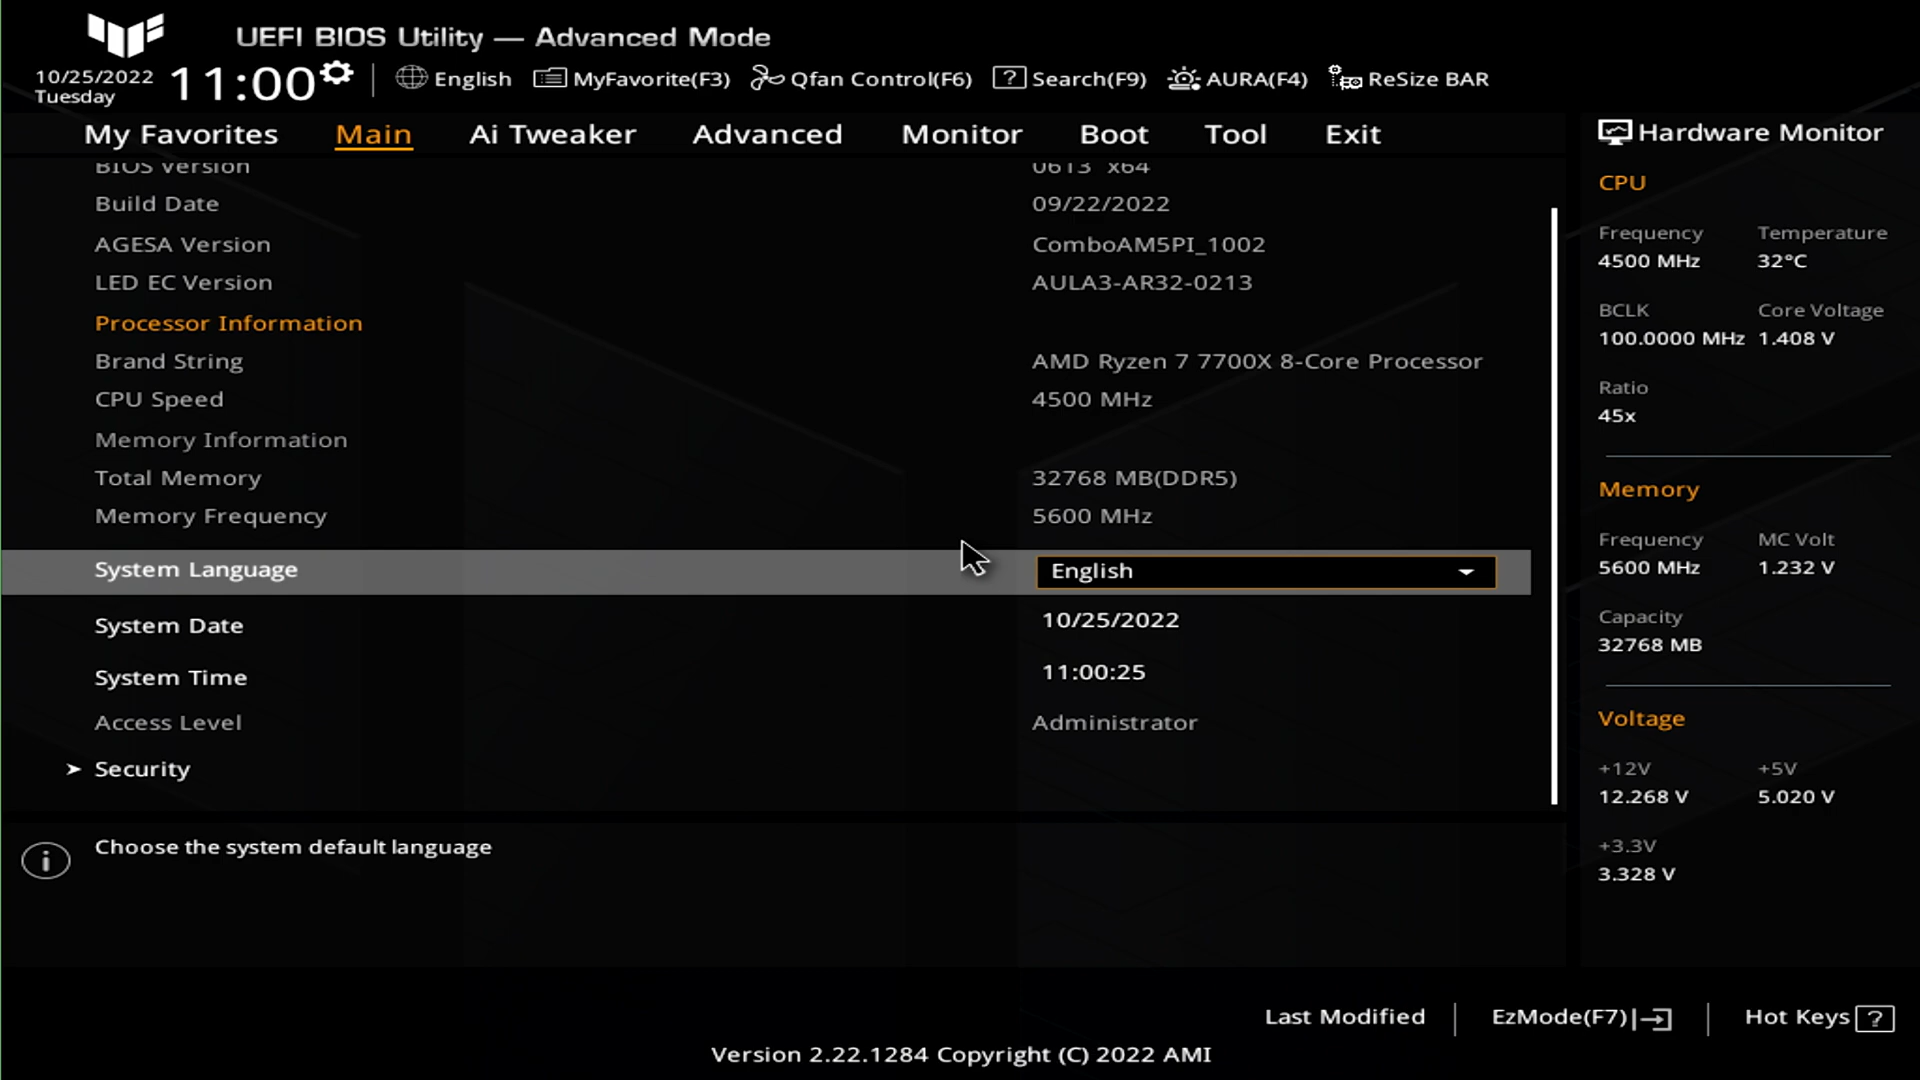 UEFI BIOS Utility — Advanced Mode
10/25/2022
Tuesday
11:00
English
MyFavorite(F3)
Qfan Control(F6)
? Search(F9)
AURA(F4)
ReSize BAR
My Favorites Main Ai Tweaker Advanced Monitor Boot Tool Exit
BIOS Version 0613 x64
Build Date 09/22/2022
AGESA Version ComboAM5PI_1002
LED EC Version AULA3-AR32-0213
Processor Information
Brand String AMD Ryzen 7 7700X 8-Core Processor
CPU Speed 4500 MHz
Memory Information
Total Memory 32768 MB(DDR5)
Memory Frequency 5600 MHz
System Language English
System Date 10/25/2022
System Time 11:00:25
Access Level Administrator
Security
i Choose the system default language
Hardware Monitor
CPU
Frequency Temperature
4500 MHz 32°C
BCLK Core Voltage
100.0000 MHz 1.408 V
Ratio
45x
Memory
Frequency MC Volt
5600 MHz 1.232 V
Capacity
32768 MB
Voltage
+12V +5V
12.268 V 5.020 V
+3.3V
3.328 V
Last Modified
EzMode(F7)
Hot Keys ?
Version 2.22.1284 Copyright (C) 2022 AMI